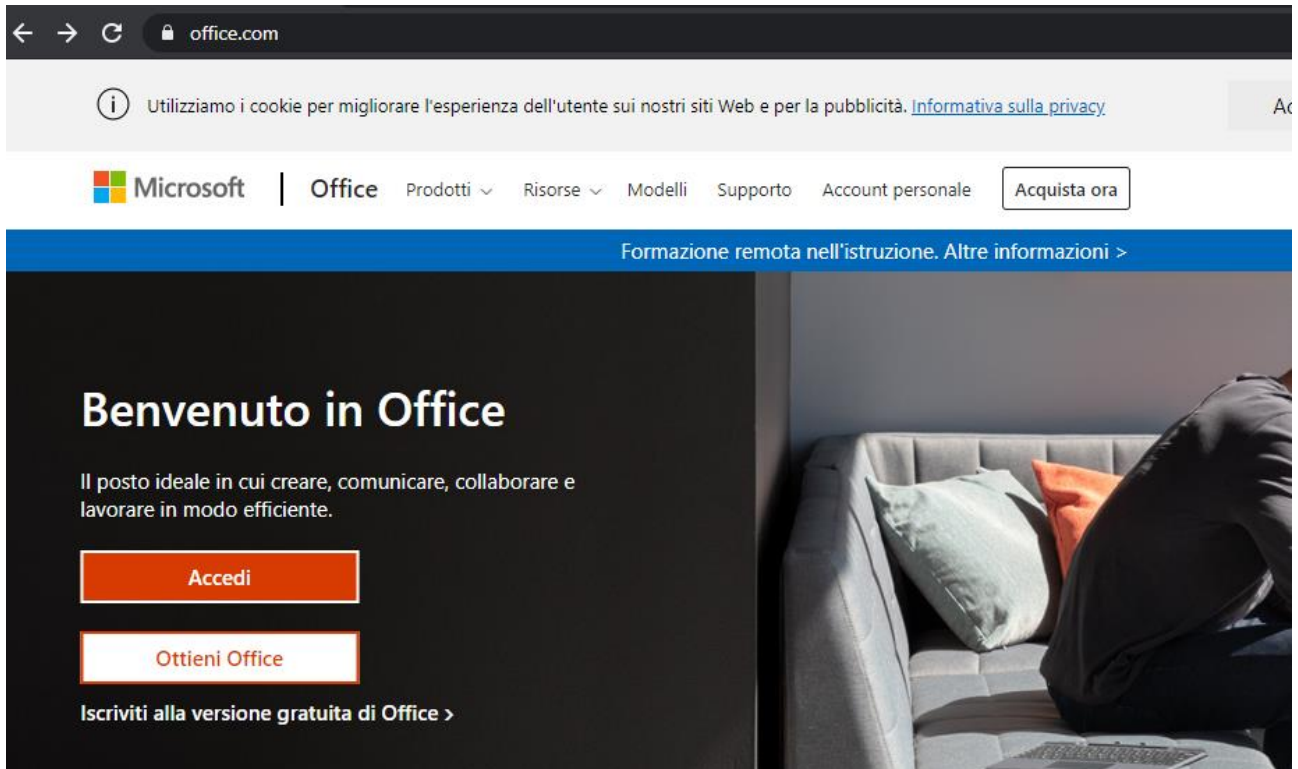 office.com
Utilizziamo i cookie per migliorare l'esperienza dell'utente sui nostri siti Web e per la pubblicità. Informativa sulla privacy
Microsoft | Office Prodotti Risorse Modelli Supporto Account personale Acquista ora
Formazione remota nell'istruzione. Altre informazioni >
Benvenuto in Office
Il posto ideale in cui creare, comunicare, collaborare e
lavorare in modo efficiente.
Accedi
Ottieni Office
Iscriviti alla versione gratuita di Office >